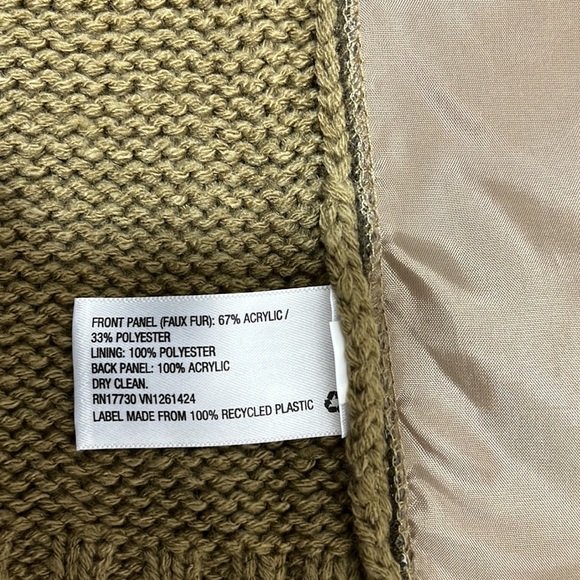 FRONT PANEL (FAUX FUR): 67% ACRYLIC /
33% POLYESTER
LINING: 100% POLYESTER
BACK PANEL: 100% ACRYLIC
DRY CLEAN.
RN17730 VN1261424
LABEL MADE FROM 100% RECYCLED PLASTIC